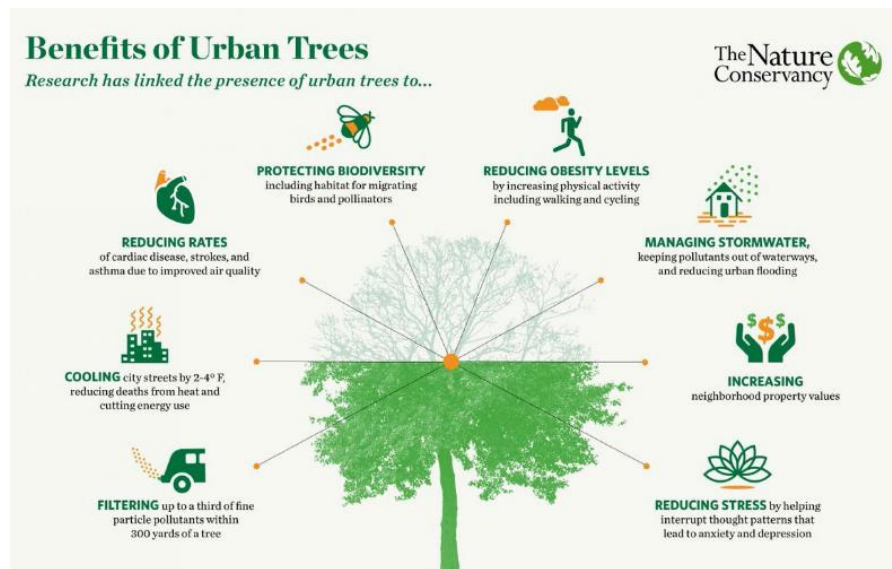 Benefits of Urban Trees
Research has linked the presence of urban trees to...
The Nature
Conservancy
PROTECTING BIODIVERSITY
including habitat for migrating
birds and pollinators
REDUCING OBESITY LEVELS
by increasing physical activity
including walking and cycling
REDUCING RATES
of cardiac disease, strokes, and
asthma due to improved air quality
MANAGING STORMWATER,
keeping pollutants out of waterways,
and reducing urban flooding
COOLING city streets by 2-4° F,
reducing deaths from heat and
cutting energy use
$ $ $
INCREASING
neighborhood property values
FILTERING up to a third of fine
particle pollutants within
300 yards of a tree
REDUCING STRESS by helping
interrupt thought patterns that
lead to anxiety and depression